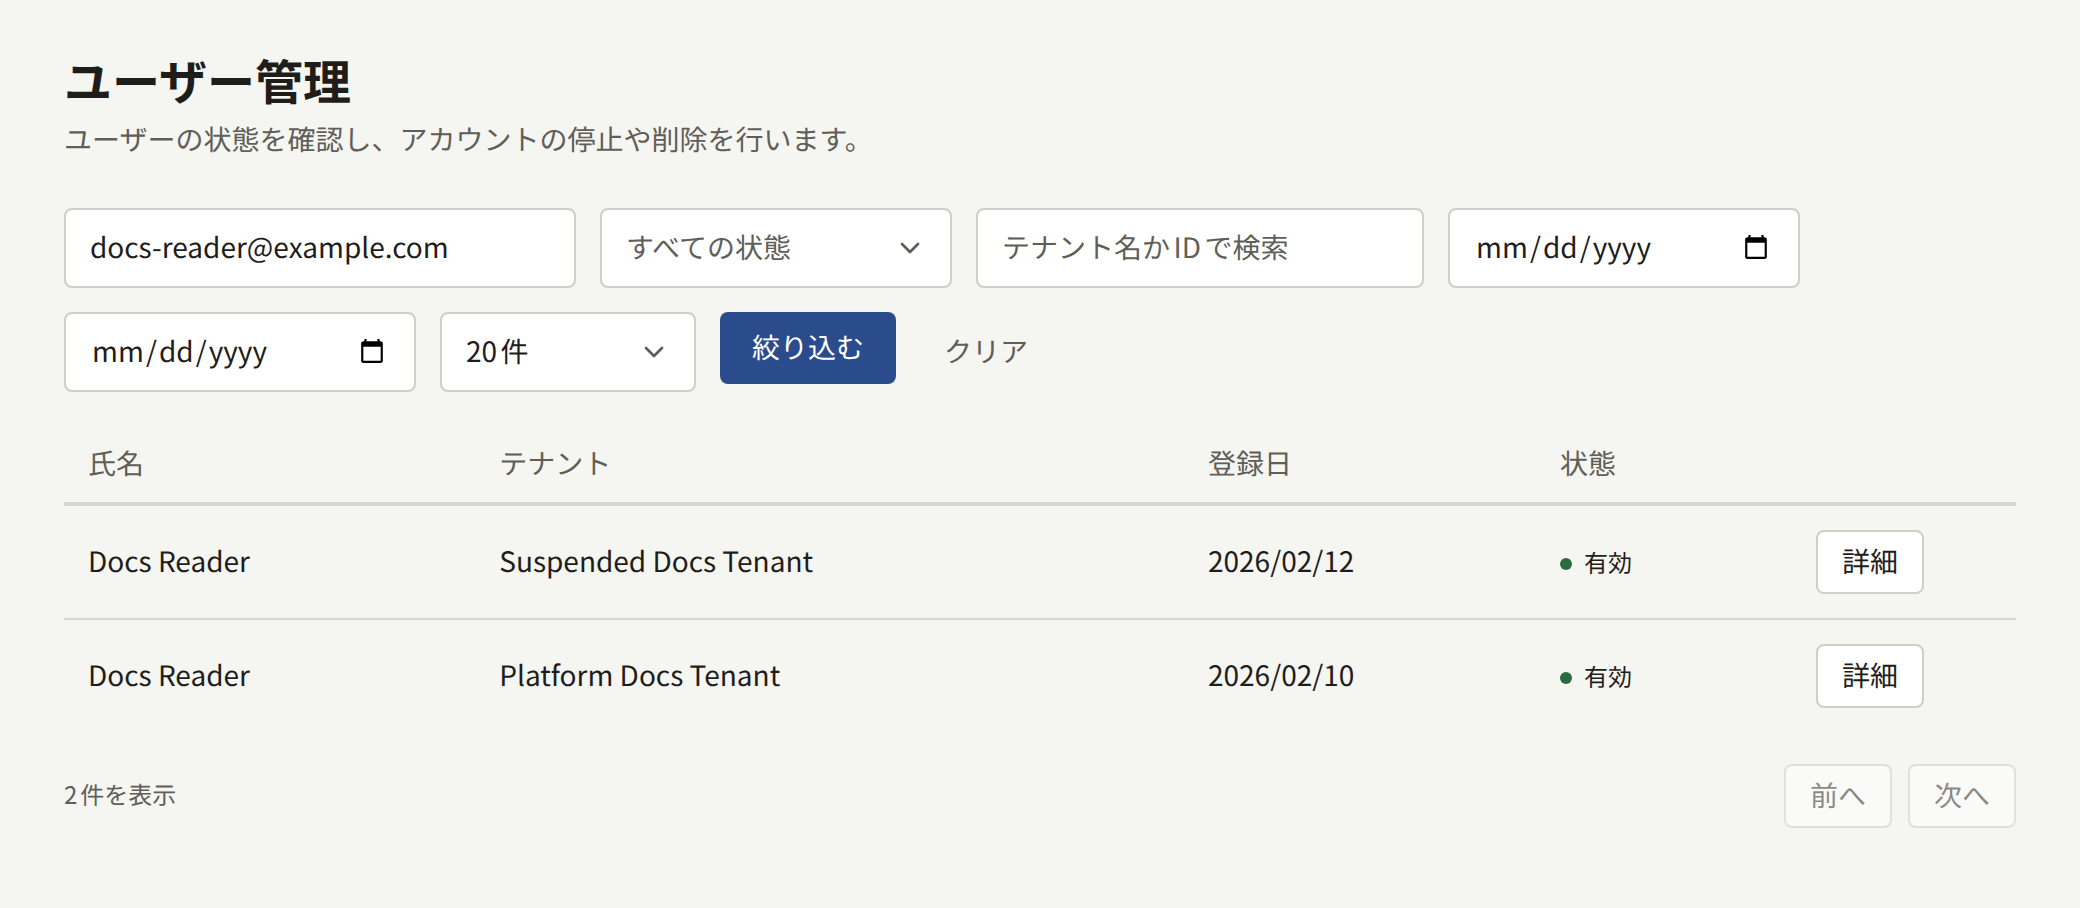 ユーザー管理
ユーザーの状態を確認し、アカウントの停止や削除を行います。
docs-reader@example.com すべての状態 テナント名かIDで検索 mm/dd/yyyy
mm/dd/yyyy 20件 絞り込む クリア
氏名 テナント 登録日 状態
Docs Reader Suspended Docs Tenant 2026/02/12 有効 詳細
Docs Reader Platform Docs Tenant 2026/02/10 有効 詳細
2件を表示 前へ 次へ